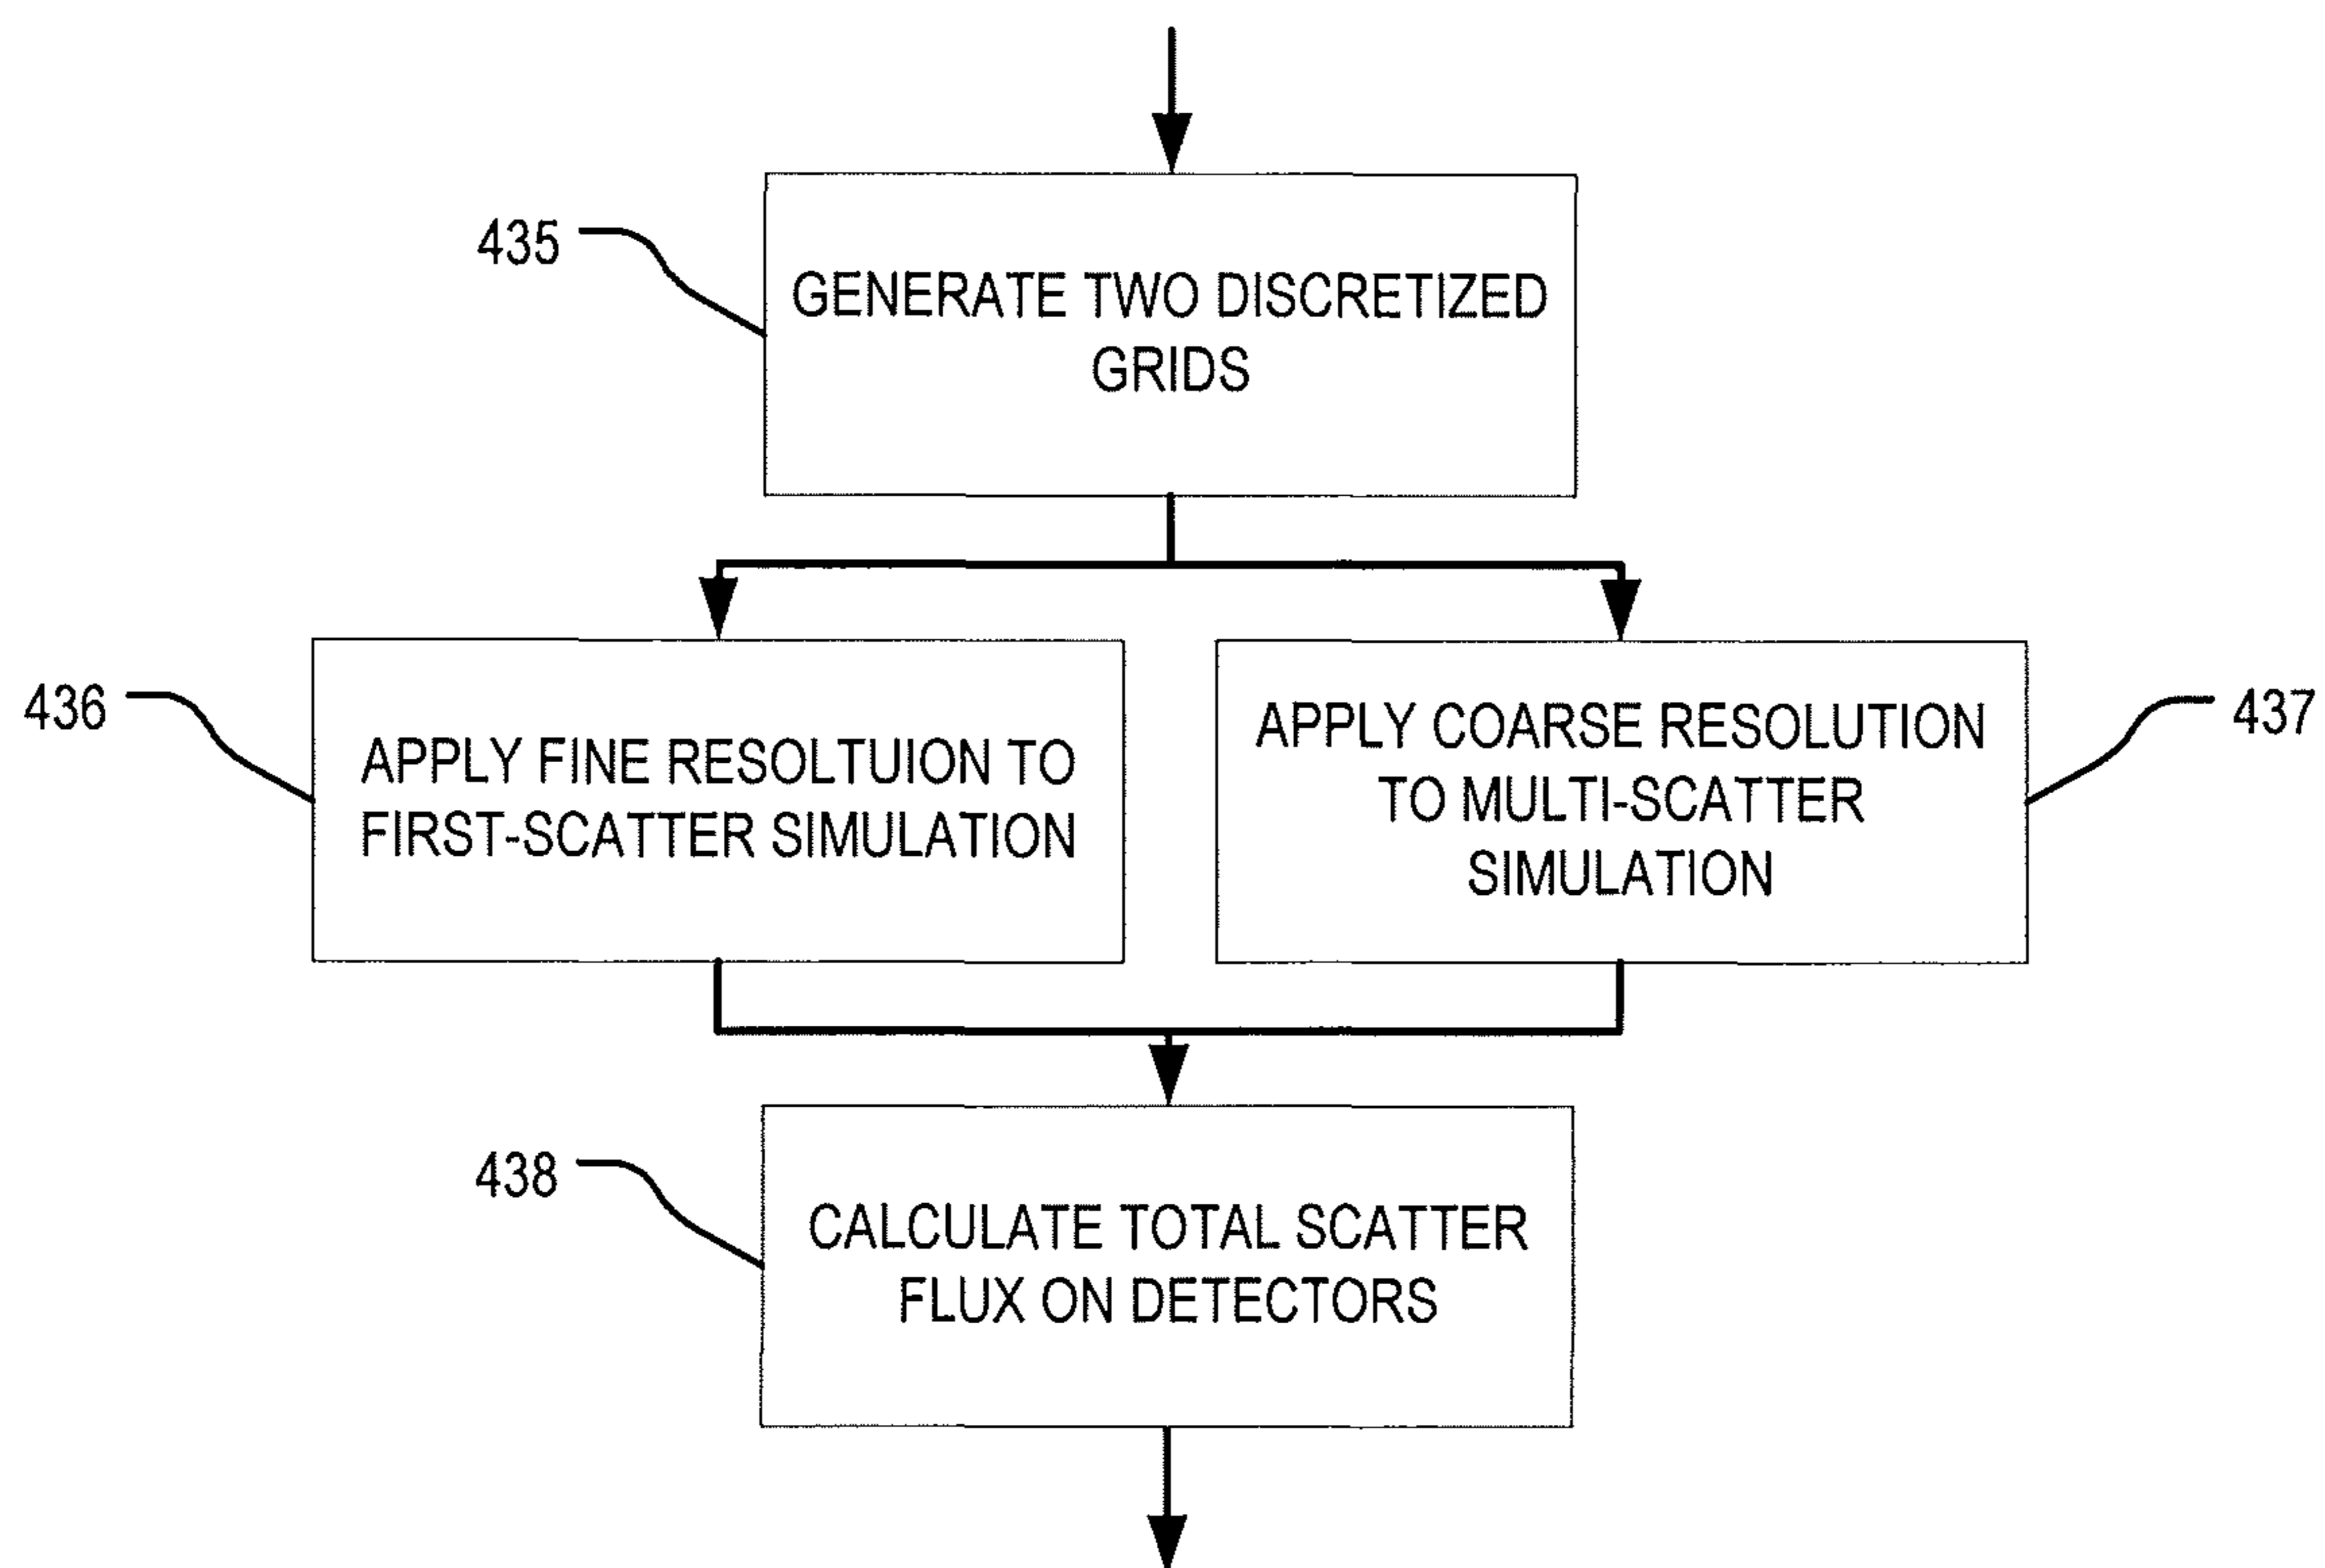 435
GENERATE TWO DISCRETIZED
GRIDS
436
APPLY FINE RESOLTUION TO
FIRST-SCATTER SIMULATION
APPLY COARSE RESOLUTION
TO MULTI-SCATTER
SIMULATION
437
438
CALCULATE TOTAL SCATTER
FLUX ON DETECTORS